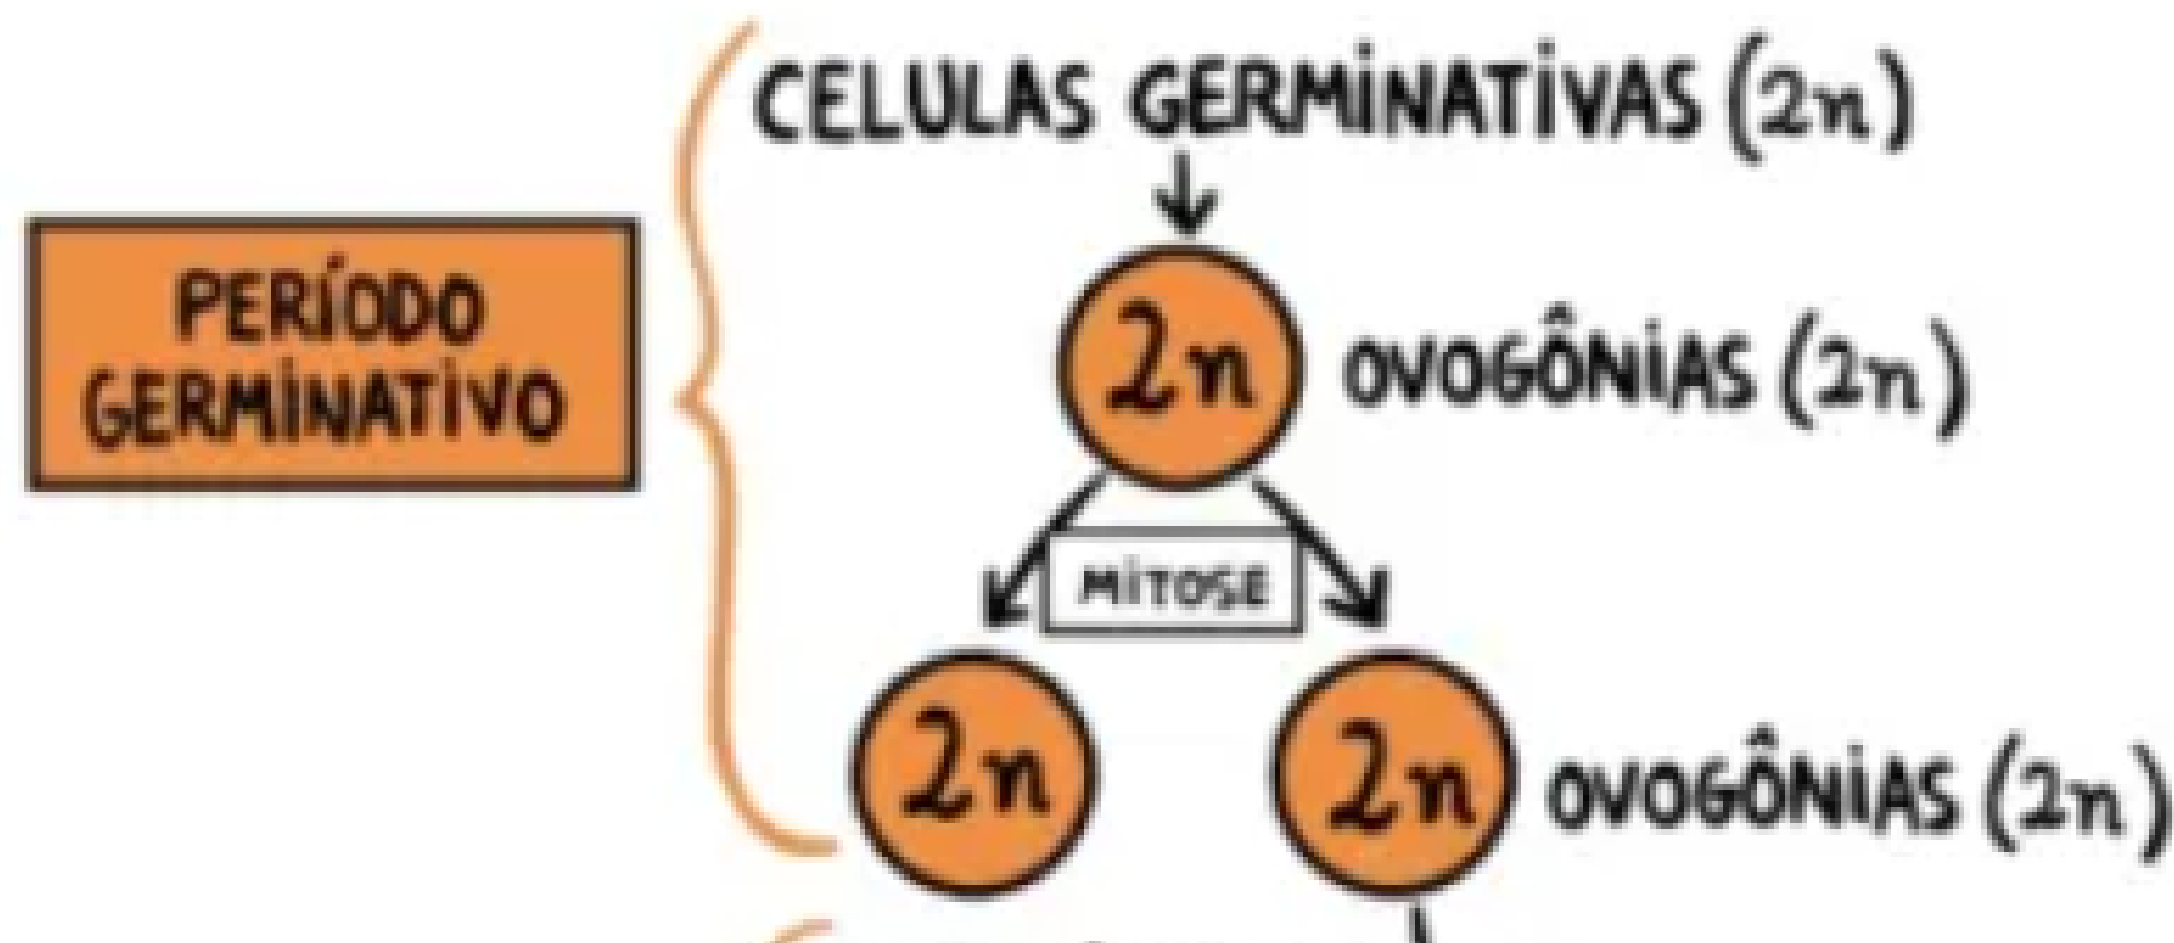 CELULAS GERMINATIVAS (2n)
PERÍODO
GERMINATIVO
2n OVOGÔNIAS (2n)
MITOSE
2n 2n OVOGÔNIAS (2n)